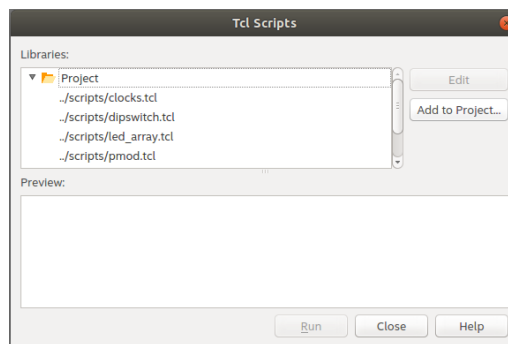 Tcl Scripts
Libraries:
Project
../scripts/clocks.tcl
../scripts/dipswitch.tcl
../scripts/led_array.tcl
../scripts/pmod.tcl
Edit
Add to Project...
Preview:
Run
Close
Help